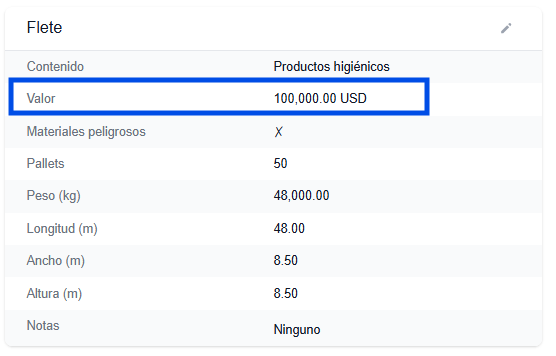 Flete
Contenido Productos higiénicos
Valor 100,000.00 USD
Materiales peligrosos ✗
Pallets 50
Peso (kg) 48,000.00
Longitud (m) 48.00
Ancho (m) 8.50
Altura (m) 8.50
Notas Ninguno